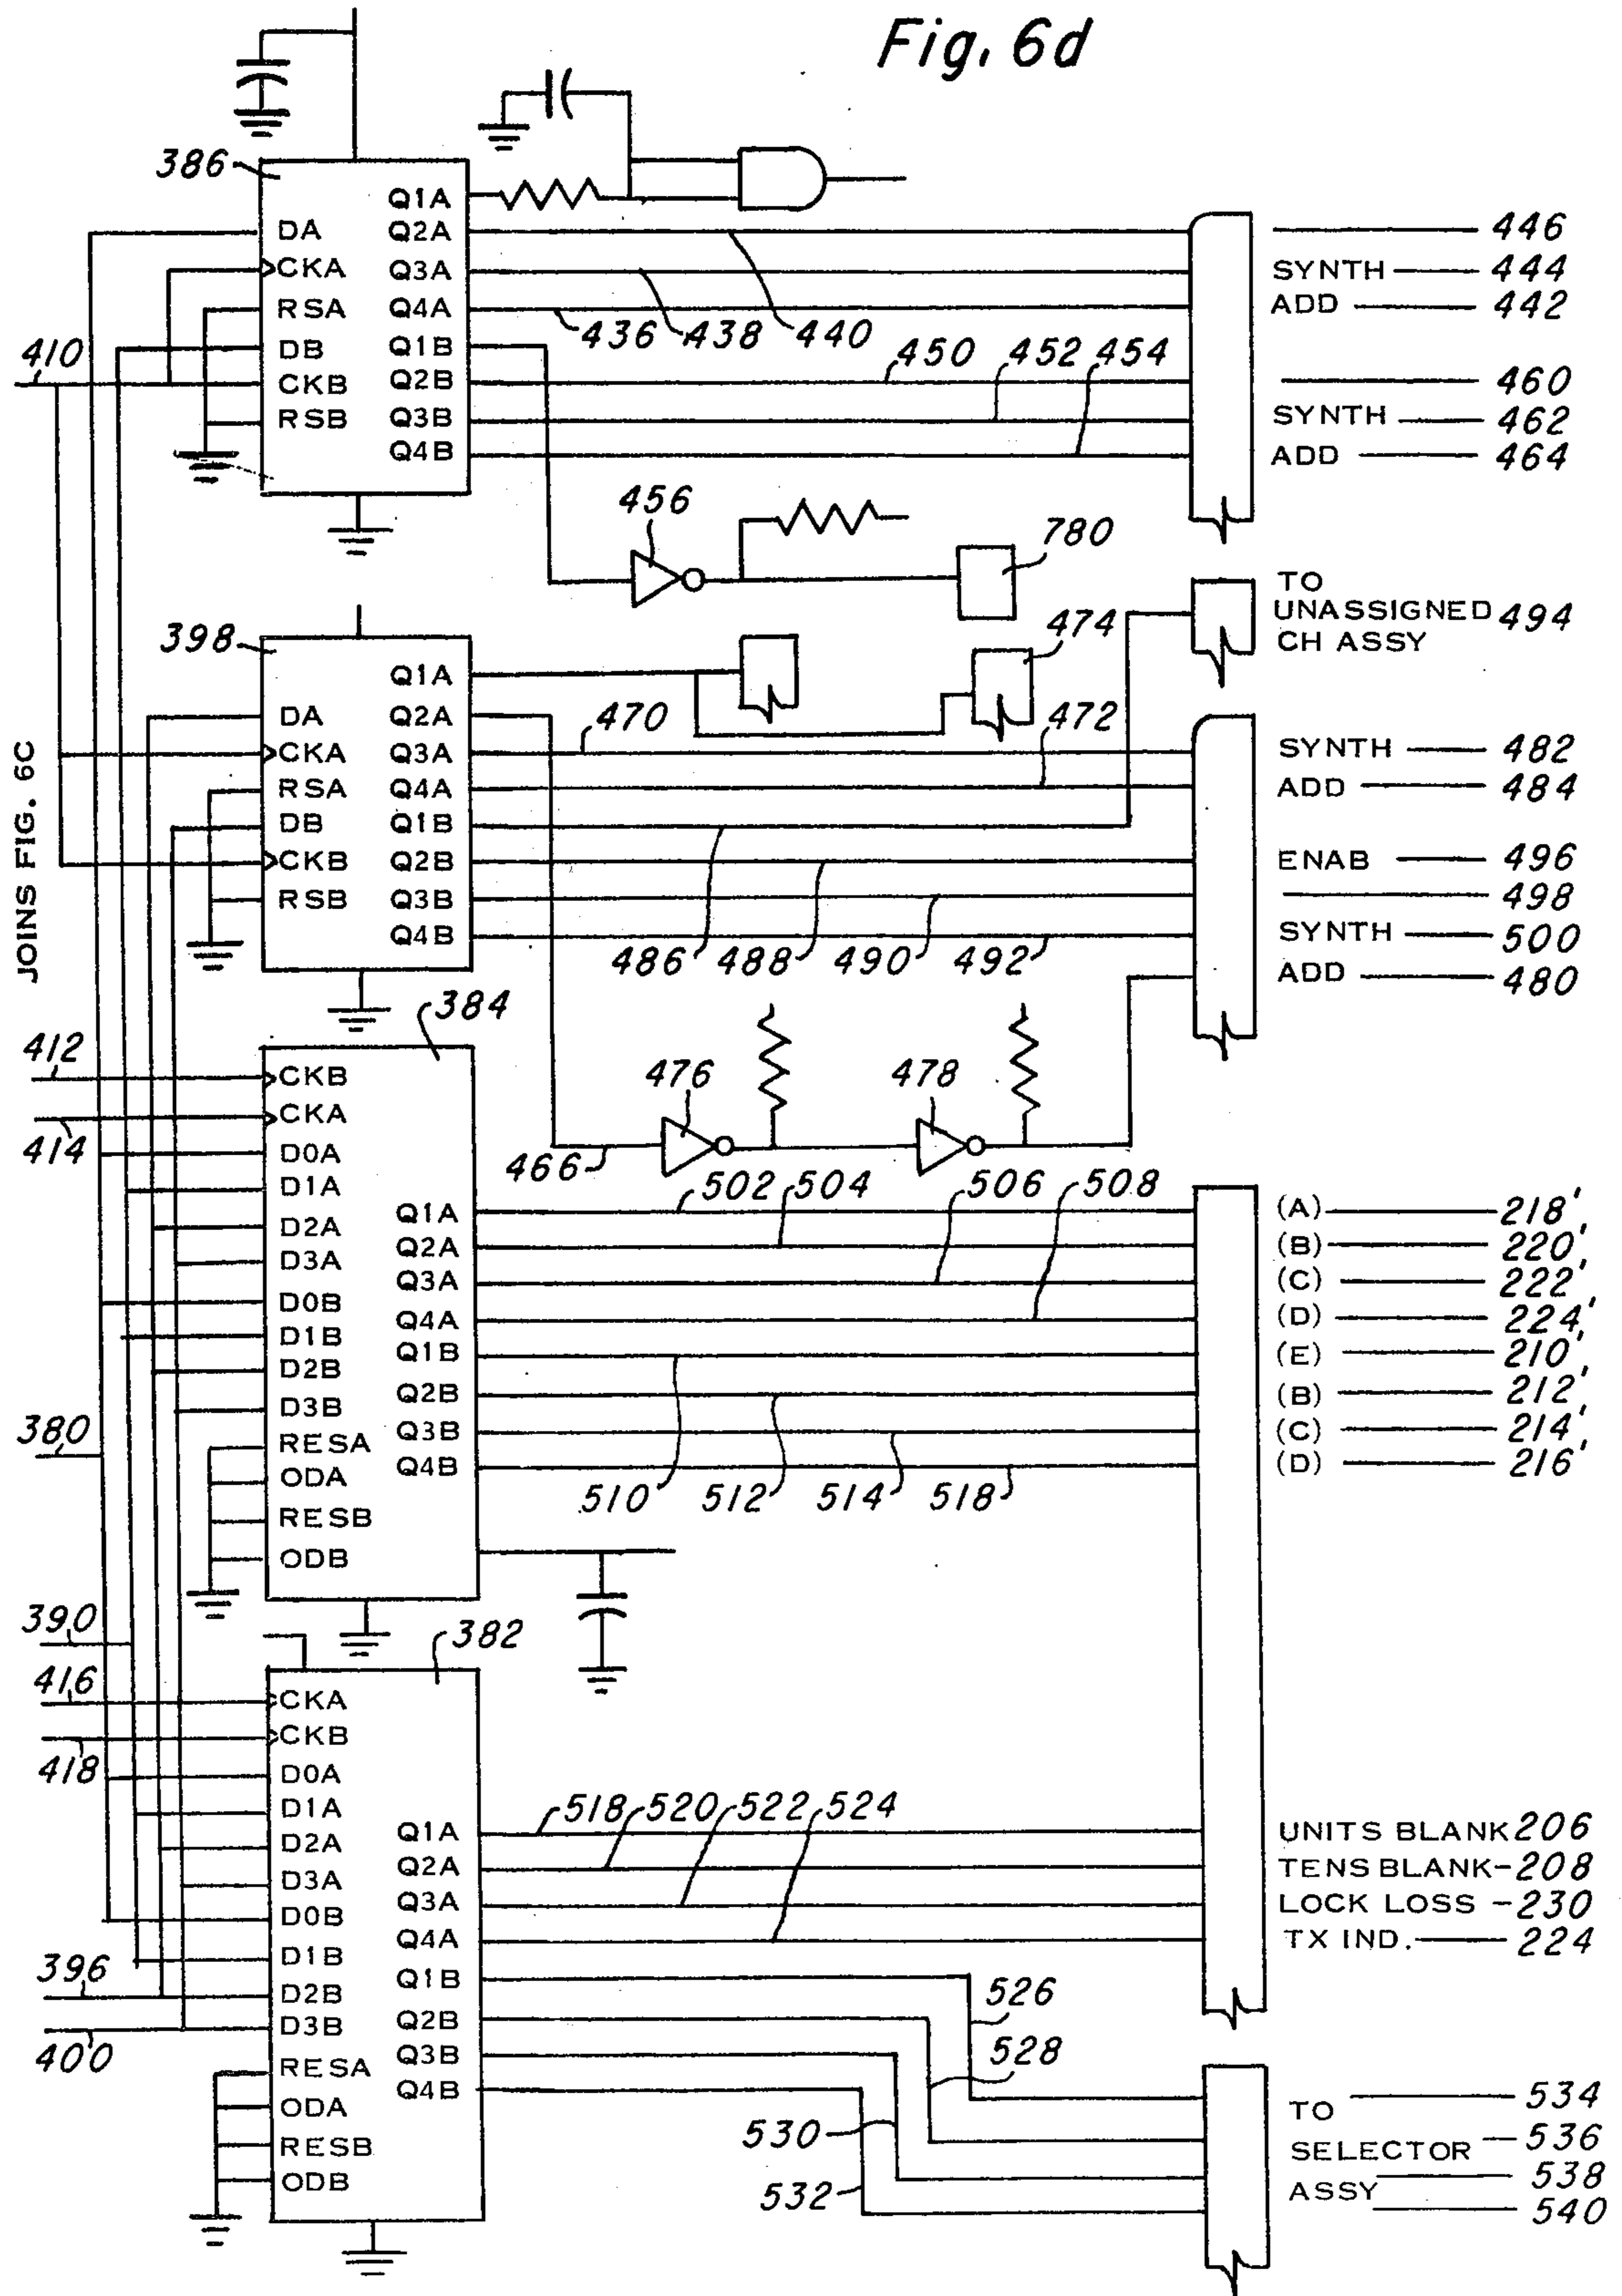 Fig. 6d
386
Q1A
DA Q2A 446
CKA Q3A SYNTH 444
RSA Q4A ADD 442
436 438 440
410 DB Q1B 450 452 454
CKB Q2B 460
RSB Q3B SYNTH 462
Q4B ADD 464
456 780
TO
UNASSIGNED 494
CH ASSY
398 474
Q1A
DA Q2A 470 472
CKA Q3A SYNTH 482
RSA Q4A ADD 484
DB Q1B
CKB Q2B ENAB 496
RSB Q3B 498
Q4B SYNTH 500
486 488 490 492
ADD 480
JOINS FIG. 6C
384
412 CKB 476 478
CKA
414 D0A 466
D1A 502 504 506 508
Q1A (A) 218'
D2A Q2A (B) 220'
D3A Q3A (C) 222'
D0B Q4A (D) 224'
D1B Q1B (E) 210'
D2B Q2B (B) 212'
D3B Q3B (C) 214'
380 RESA Q4B (D) 216'
ODA 510 512 514 518
RESB
ODB
390 382
416 CKA
CKB
418 D0A
D1A 518 520 522 524
Q1A UNITS BLANK 206
D2A Q2A TENS BLANK-208
D3A Q3A LOCK LOSS -230
D0B Q4A TX IND. 224
D1B Q1B
396 D2B Q2B 526
D3B Q3B 528
400 RESA Q4B
ODA TO 534
RESB 530 SELECTOR 536
ODB 532 ASSY 538
540